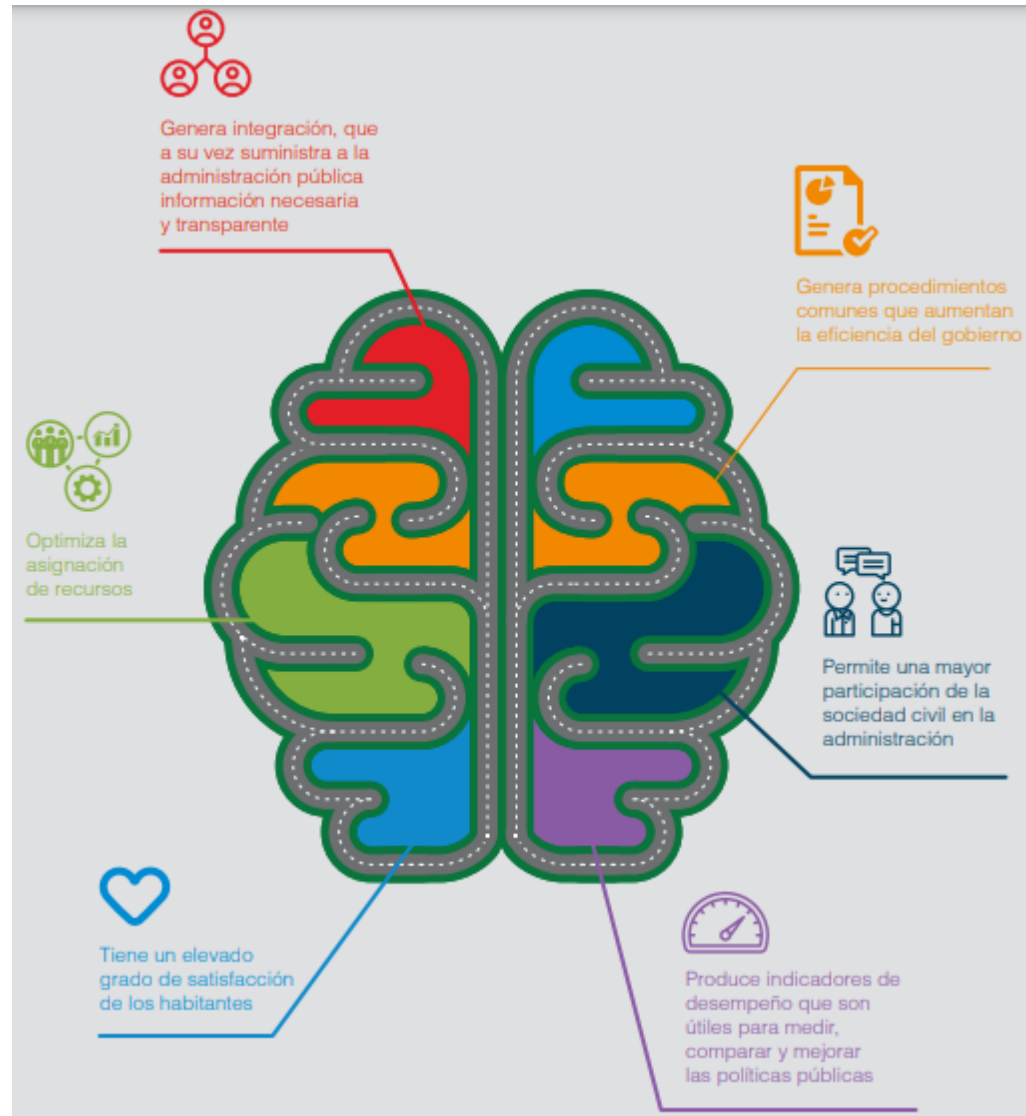 Genera integración, que
a su vez suministra a la
administración pública
información necesaria
y transparente
Genera procedimientos
comunes que aumentan
la eficiencia del gobierno
Optimiza la
asignación
de recursos
Permite una mayor
participación de la
sociedad civil en la
administración
Tiene un elevado
grado de satisfacción
de los habitantes
Produce indicadores de
desempeño que son
útiles para medir,
comparar y mejorar
las políticas públicas